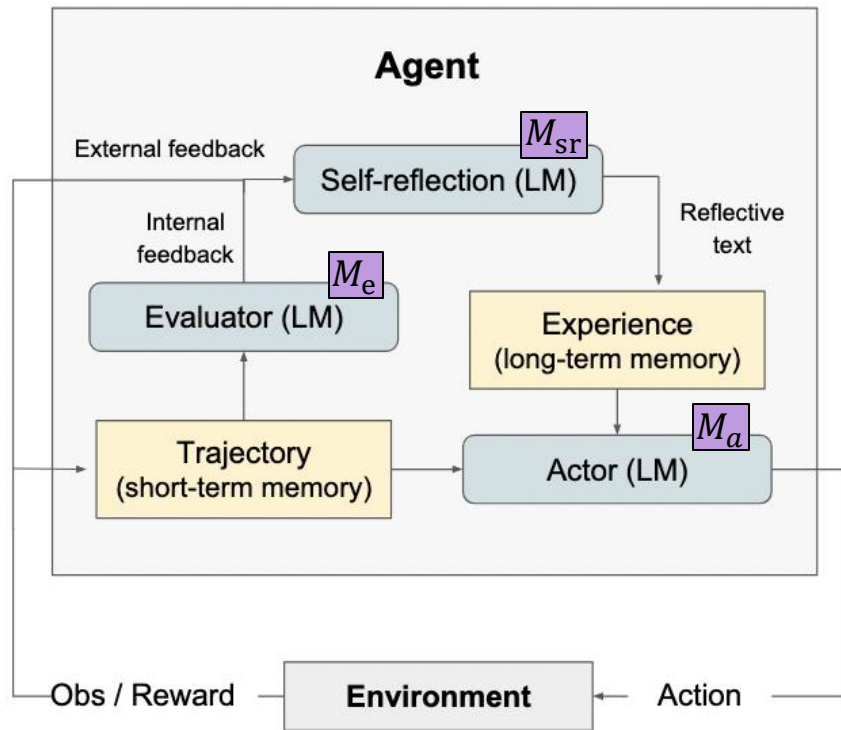 Agent
External feedback
M_sr
Self-reflection (LM)
Internal
feedback
Reflective
text
M_e
Evaluator (LM)
Experience
(long-term memory)
M_a
Trajectory
(short-term memory)
Actor (LM)
Obs / Reward
Environment
Action